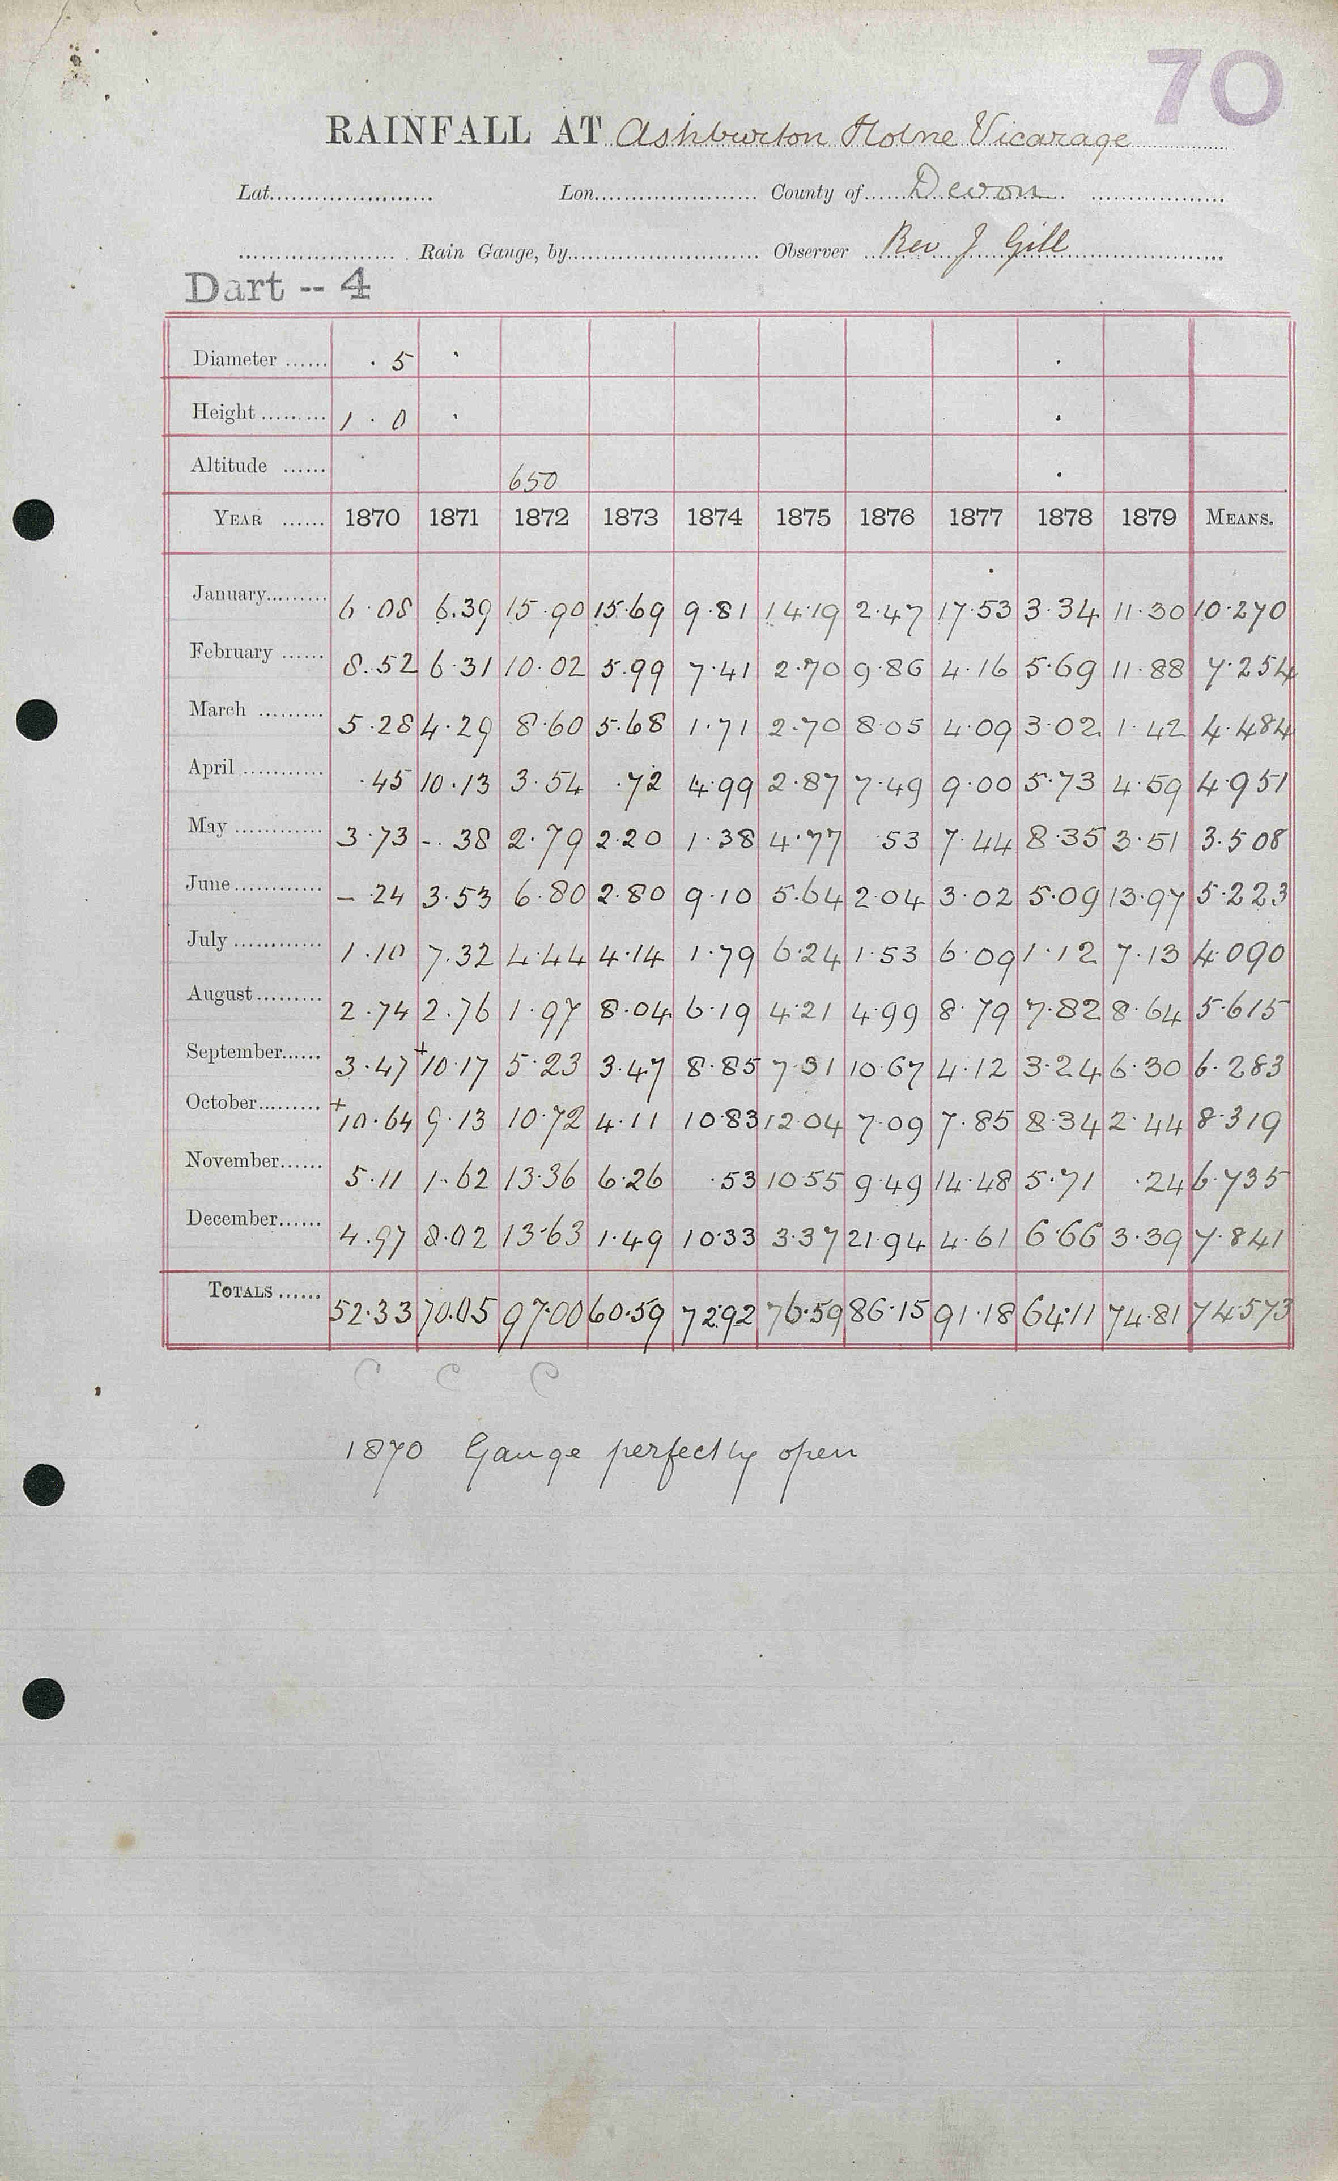 70
RAINFALL AT Ashburton Holne Vicarage
Lat. Lon. County of Devon
Rain Gauge, by Observer Rev J Gill
Dart -- 4
Diameter . 5
Height 1 . 0
Altitude 650
YEAR 1870 1871 1872 1873 1874 1875 1876 1877 1878 1879 MEANS.
January 6.08 6.39 15.90 15.69 9.81 14.19 2.47 17.53 3.34 11.30 10.270
February 8.52 6.31 10.02 5.99 7.41 2.70 9.86 4.16 5.69 11.88 7.254
March 5.28 4.29 8.60 5.68 1.71 2.70 8.05 4.09 3.02 1.42 4.484
April .45 10.13 3.54 .72 4.99 2.87 7.49 9.00 5.73 4.59 4.951
May 3.73 -.38 2.79 2.20 1.38 4.77 53 7.44 8.35 3.51 3.508
June -.24 3.53 6.80 2.80 9.10 5.64 2.04 3.02 5.09 13.97 5.223
July 1.10 7.32 4.44 4.14 1.79 6.24 1.53 6.09 1.12 7.13 4.090
August 2.74 2.76 1.97 8.04 6.19 4.21 4.99 8.79 7.82 8.64 5.615
September 3.47 +10.17 5.23 3.47 8.85 7.31 10.67 4.12 3.24 6.30 6.283
October +10.64 9.13 10.72 4.11 10.83 12.04 7.09 7.85 8.34 2.44 8.319
November 5.11 1.62 13.36 6.26 .53 10.55 9.49 14.48 5.71 .24 6.735
December 4.97 8.02 13.63 1.49 10.33 3.37 21.94 4.61 6.66 3.39 7.841
TOTALS 52.33 70.05 97.00 60.59 72.92 76.59 86.15 91.18 64.11 74.81 74.573
C C C
1870 Gauge perfectly open